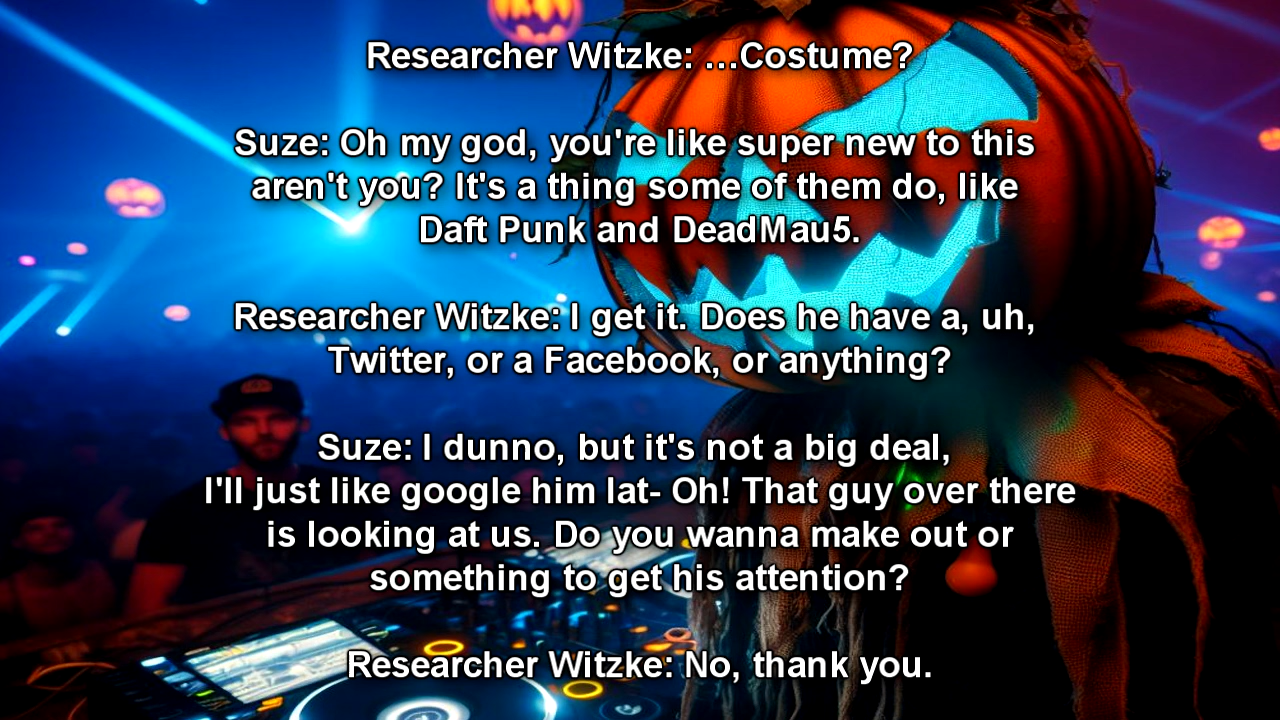 Researcher Witzke: …Costume?
Suze: Oh my god, you're like super new to this
aren't you? It's a thing some of them do, like
Daft Punk and DeadMau5.
Researcher Witzke: I get it. Does he have a, uh,
Twitter, or a Facebook, or anything?
Suze: I dunno, but it's not a big deal,
I'll just like google him lat- Oh! That guy over there
is looking at us. Do you wanna make out or
something to get his attention?
Researcher Witzke: No, thank you.